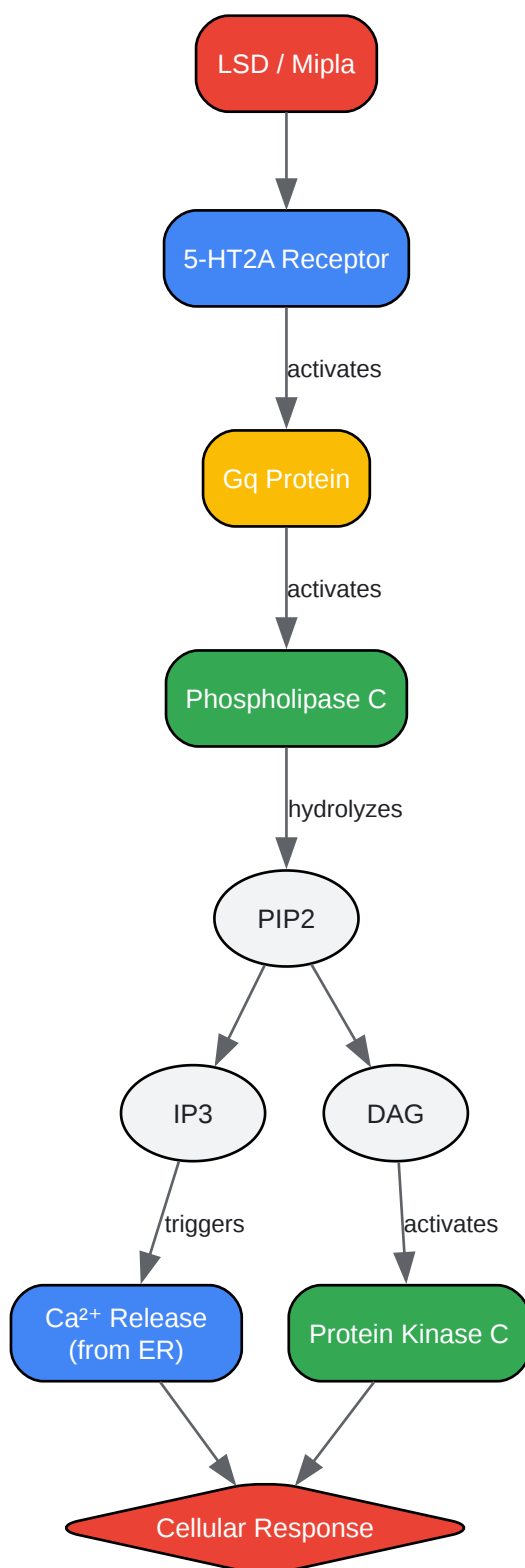 LSD / Mipla
5-HT2A Receptor
activates
Gq Protein
activates
Phospholipase C
hydrolyzes
PIP2
IP3
DAG
triggers
activates
Ca²⁺ Release
(from ER)
Protein Kinase C
Cellular Response